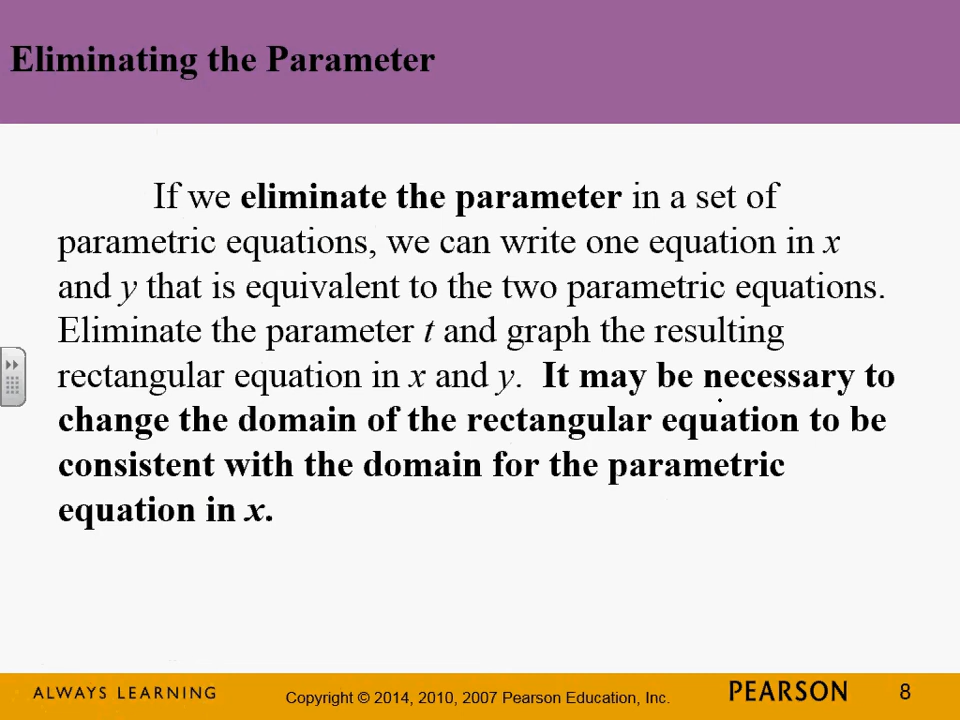 Eliminating the Parameter
If we eliminate the parameter in a set of
parametric equations, we can write one equation in x
and y that is equivalent to the two parametric equations.
Eliminate the parameter t and graph the resulting
rectangular equation in x and y. It may be necessary to
change the domain of the rectangular equation to be
consistent with the domain for the parametric
equation in x.
ALWAYS LEARNING
Copyright © 2014, 2010, 2007 Pearson Education, Inc.
PEARSON
8